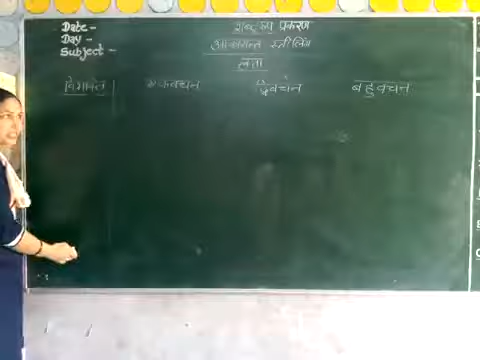 Date -
Day -
Subject -
शब्द रुप प्रकरण
आकारान्त स्त्रीलिंग
लता
विभक्ति एकवचन द्विवचन बहुवचन